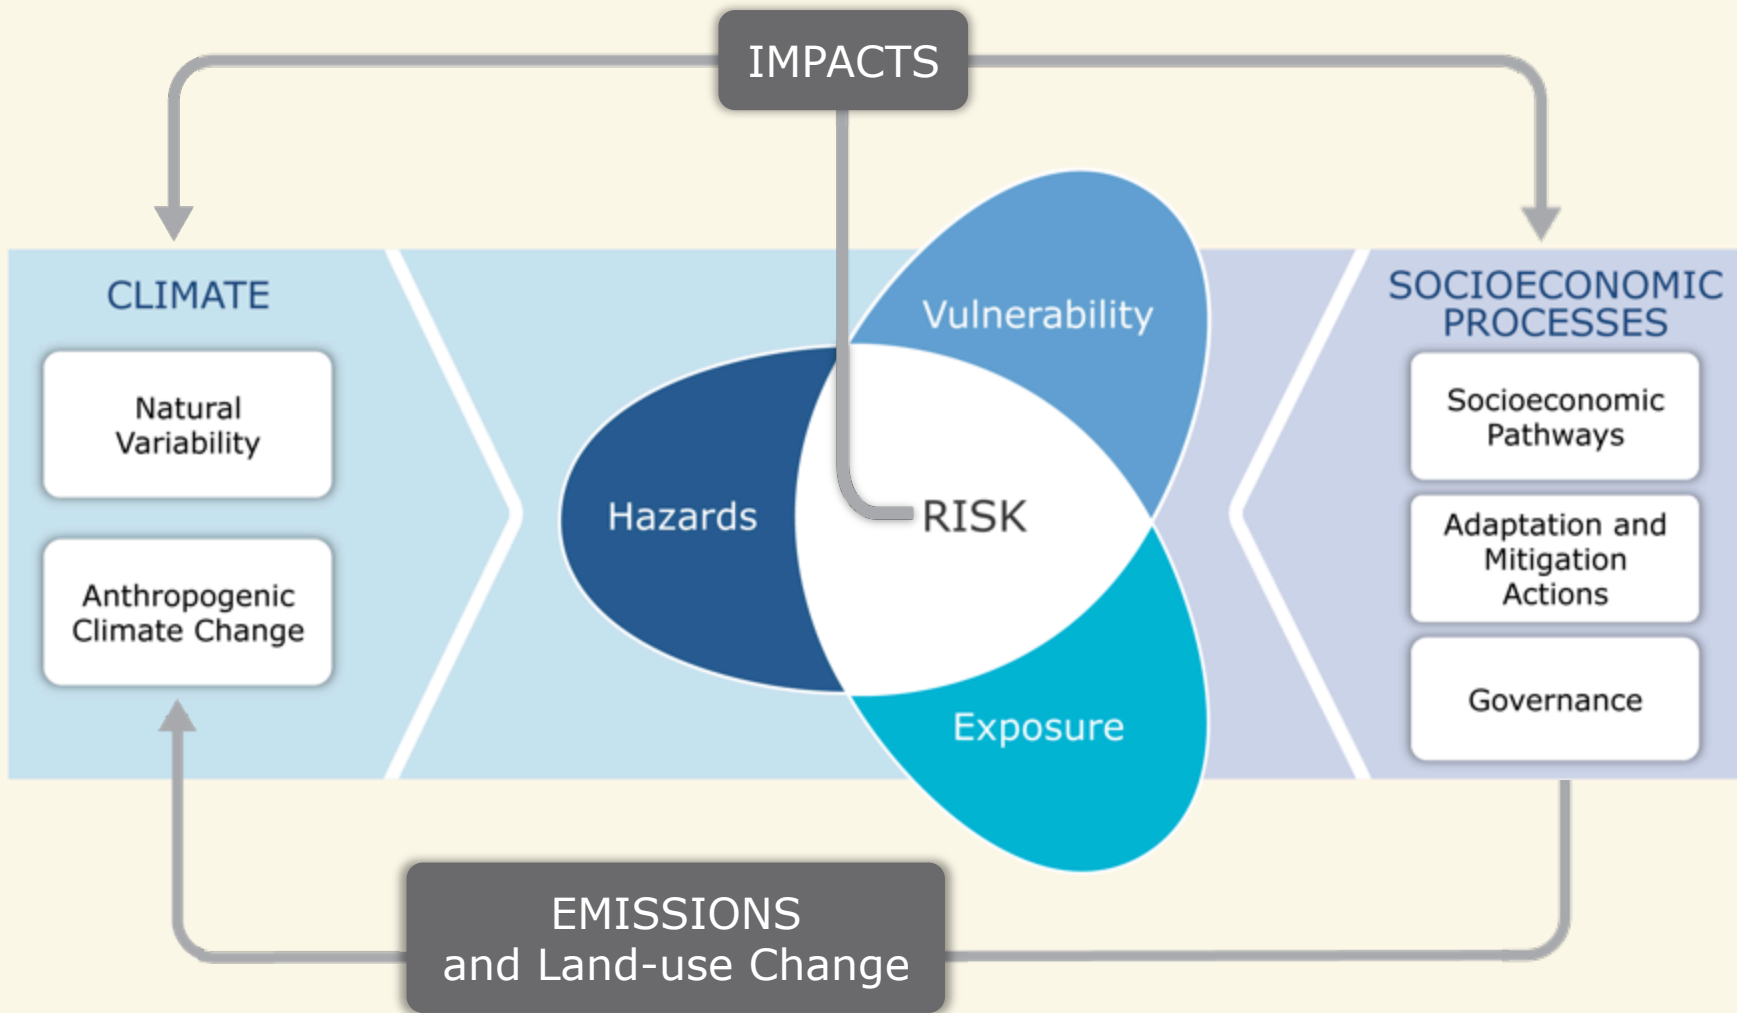 IMPACTS
CLIMATE
Natural
Variability
Anthropogenic
Climate Change
Vulnerability
Hazards
RISK
Exposure
SOCIOECONOMIC
PROCESSES
Socioeconomic
Pathways
Adaptation and
Mitigation
Actions
Governance
EMISSIONS
and Land-use Change